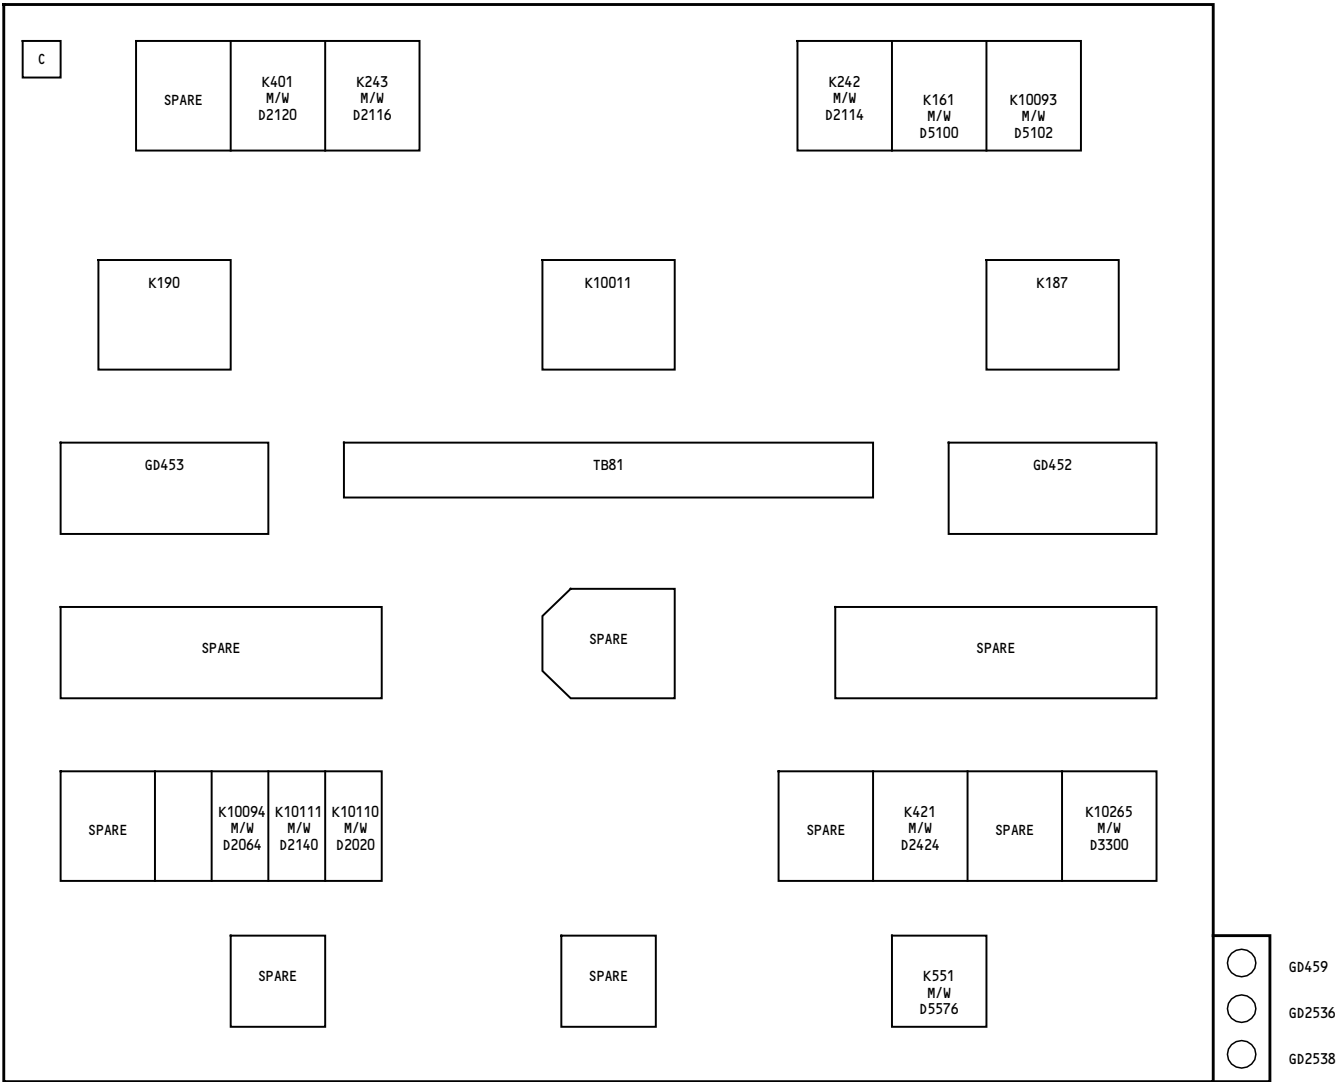 C
SPARE
K401
M/W
D2120
K243
M/W
D2116
K242
M/W
D2114
K161
M/W
D5100
K10093
M/W
D5102
K190
K10011
K187
GD453
TB81
GD452
SPARE
SPARE
SPARE
SPARE
K10094
M/W
D2064
K10111
M/W
D2140
K10110
M/W
D2020
SPARE
K421
M/W
D2424
SPARE
K10265
M/W
D3300
SPARE
SPARE
K551
M/W
D5576
GD459
GD2536
GD2538